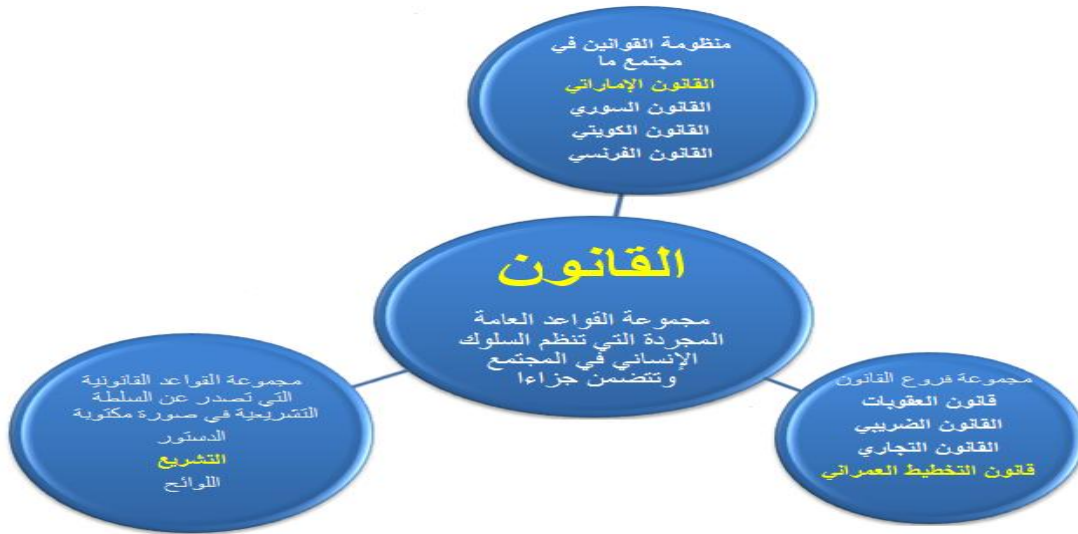 منظومة القوانين في
مجتمع ما
القانون الإماراتي
القانون السوري
القانون الكويتي
القانون الفرنسي
القانون
مجموعة القواعد العامة
المجردة التي تنظم السلوك
الإنساني في المجتمع
وتتضمن جزاءا
مجموعة فروع القانون
قانون العقوبات
القانون الضريبي
القانون التجاري
قانون التخطيط العمراني
مجموعة القواعد القانونية
التي تصدر عن السلطة
التشريعية في صورة مكتوبة
الدستور
التشريع
اللوائح